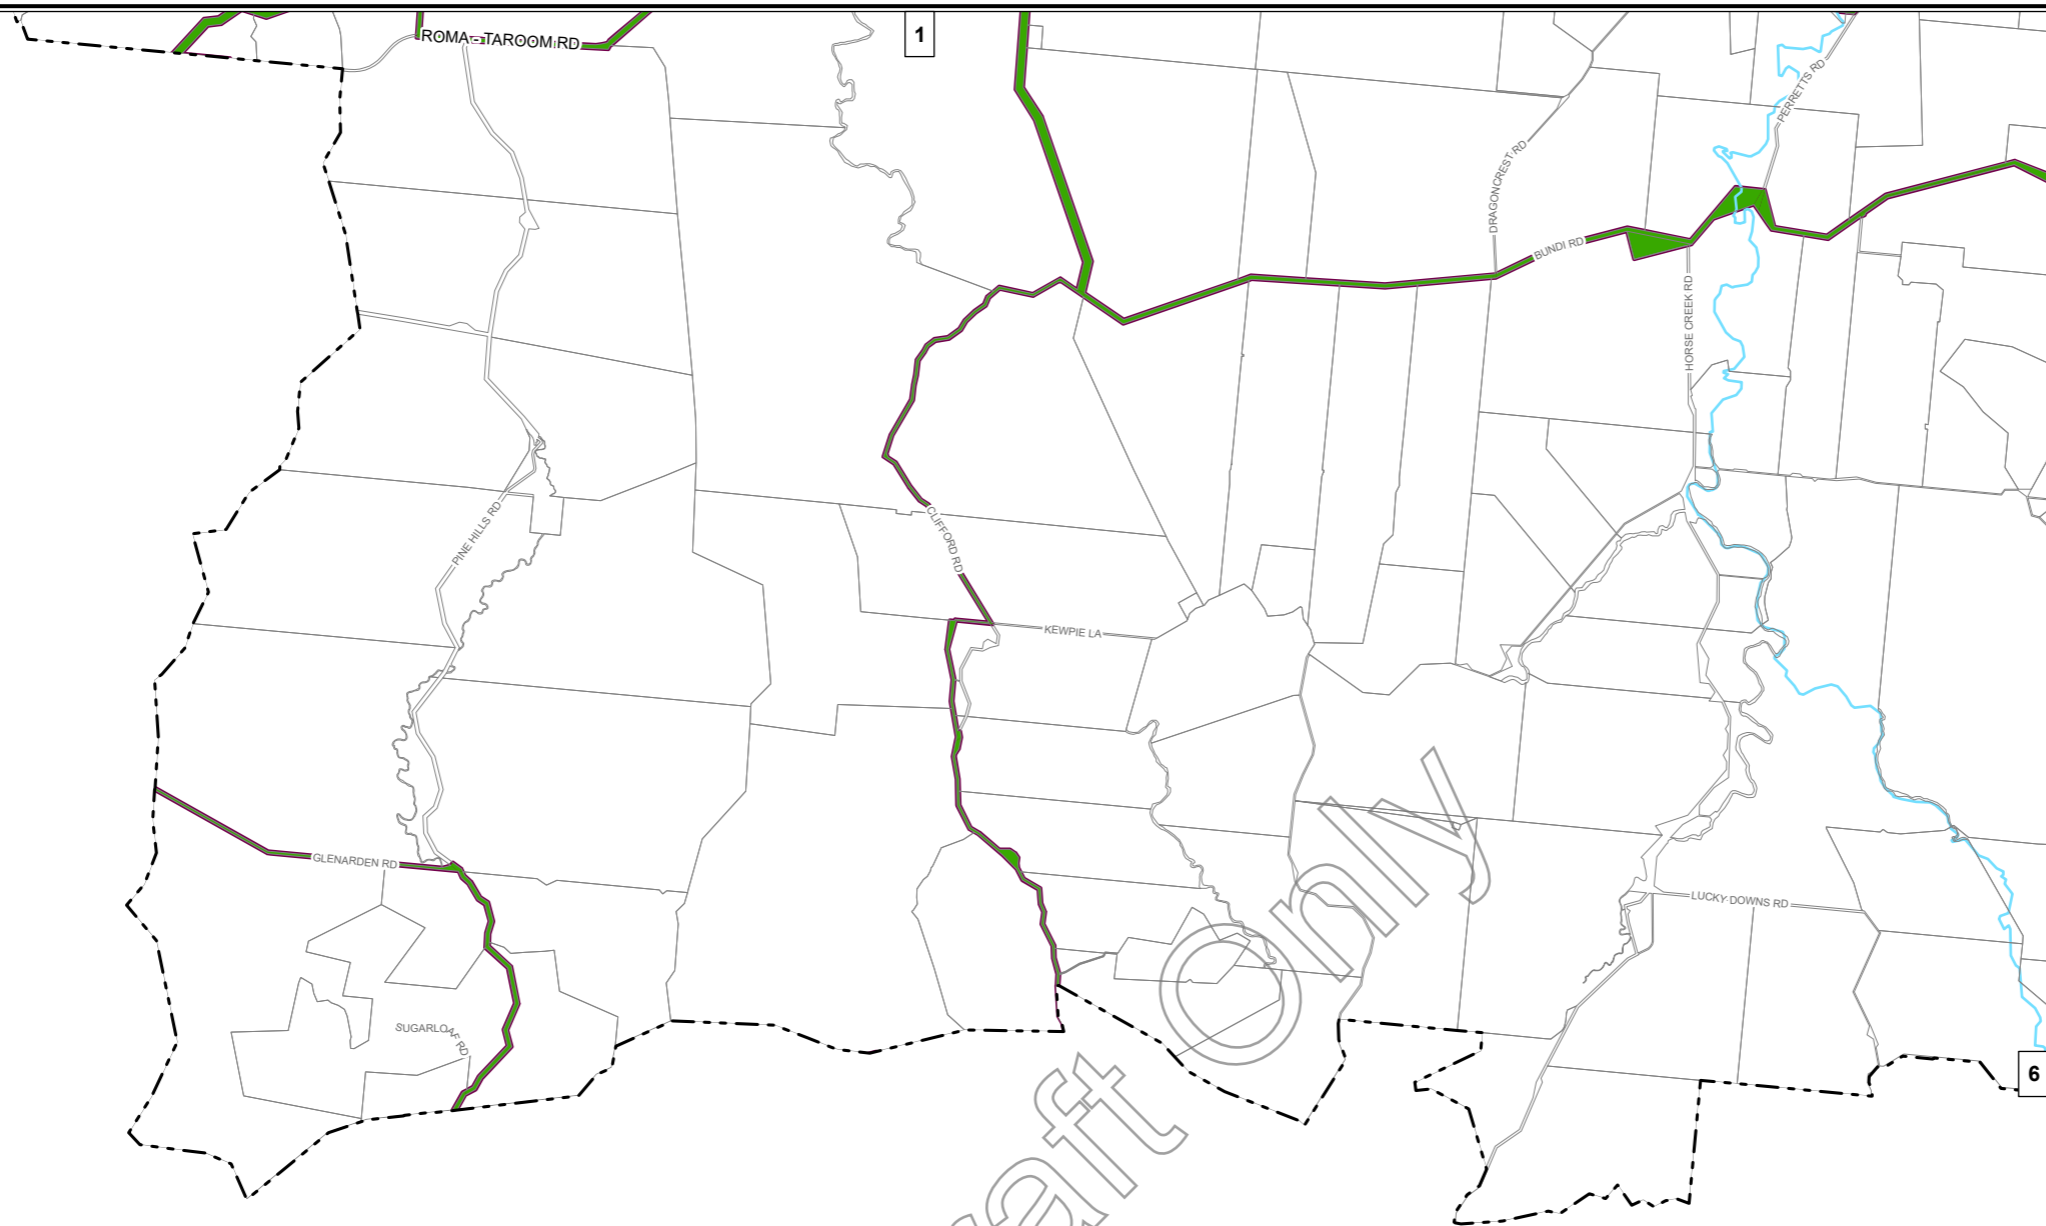 1
ROMA - TAROOM RD
PERRETTS RD
DRAGONCREST RD
BUNDI RD
HORSE CREEK RD
PINE HILLS RD
CLIFFORD RD
KEWPIE LA
GLENARDEN RD
LUCKY DOWNS RD
SUGARLOAF RD
6
raft Only